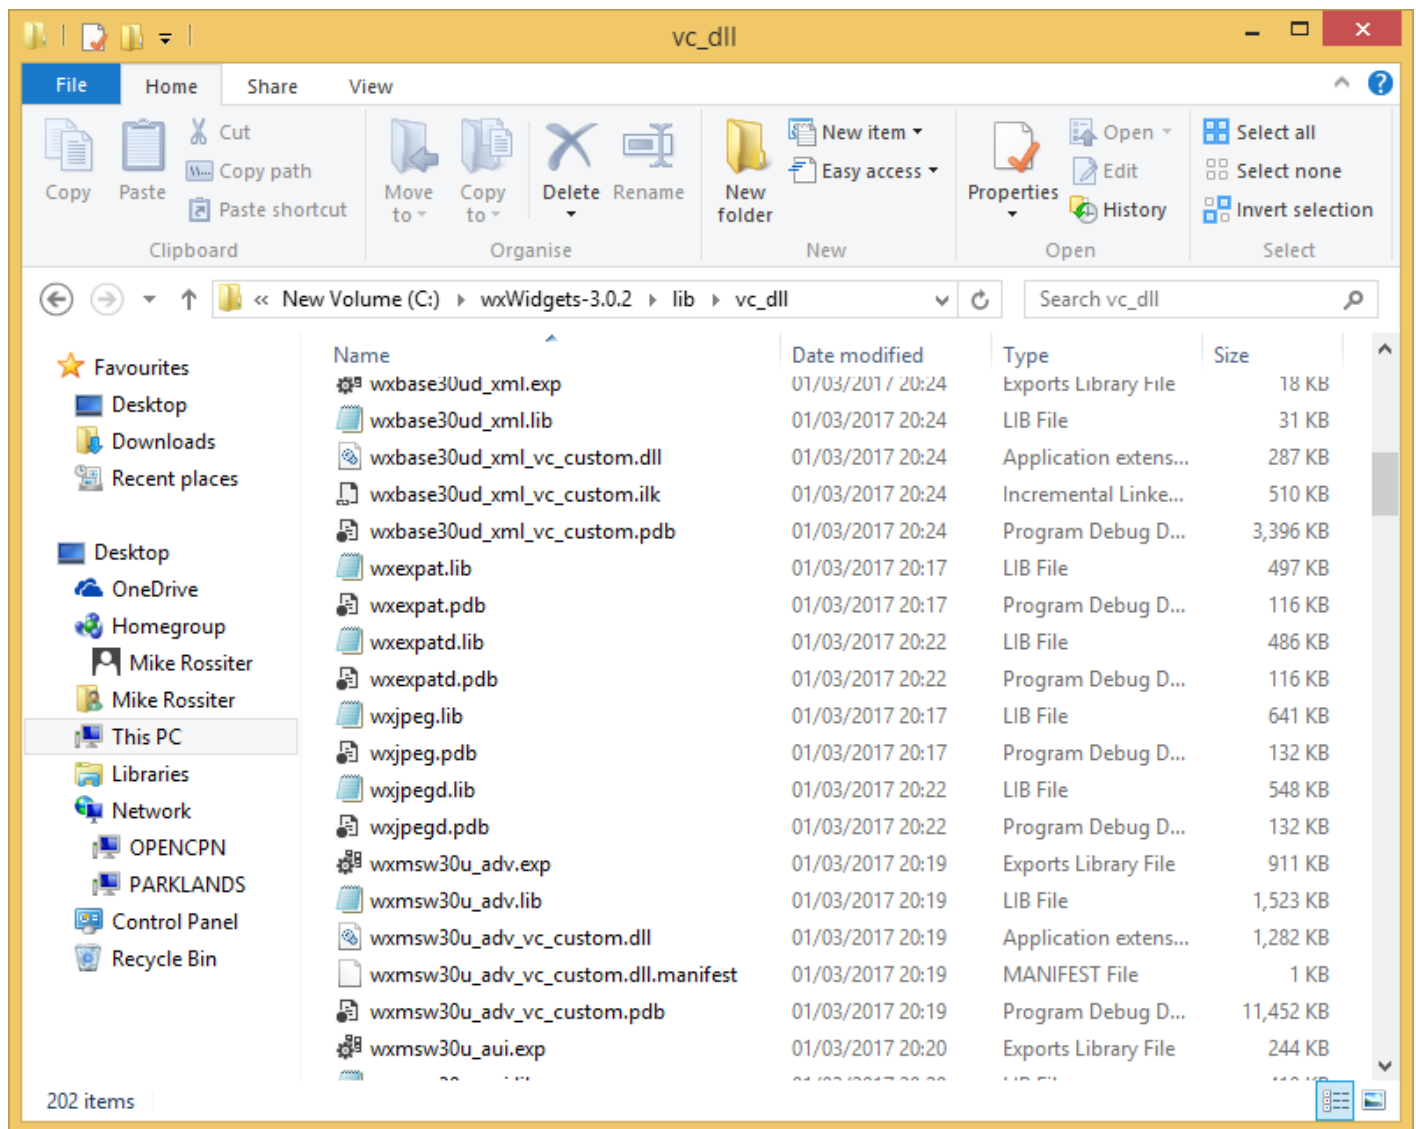 vc_dll
File Home Share View
Copy
Paste
Cut
Copy path
Paste shortcut
Clipboard
Move to
Copy to
Delete
Rename
Organise
New folder
New item
Easy access
New
Properties
Open
Edit
History
Open
Select all
Select none
Invert selection
Select
« New Volume (C:) wxWidgets-3.0.2 lib vc_dll
Search vc_dll
Favourites
Desktop
Downloads
Recent places
Desktop
OneDrive
Homegroup
Mike Rossiter
Mike Rossiter
This PC
Libraries
Network
OPENCPN
PARKLANDS
Control Panel
Recycle Bin
Name Date modified Type Size
wxbase30ud_xml.exp 01/03/2017 20:24 Exports Library File 18 KB
wxbase30ud_xml.lib 01/03/2017 20:24 LIB File 31 KB
wxbase30ud_xml_vc_custom.dll 01/03/2017 20:24 Application extens... 287 KB
wxbase30ud_xml_vc_custom.ilk 01/03/2017 20:24 Incremental Linke... 510 KB
wxbase30ud_xml_vc_custom.pdb 01/03/2017 20:24 Program Debug D... 3,396 KB
wxexpat.lib 01/03/2017 20:17 LIB File 497 KB
wxexpat.pdb 01/03/2017 20:17 Program Debug D... 116 KB
wxexpatd.lib 01/03/2017 20:22 LIB File 486 KB
wxexpatd.pdb 01/03/2017 20:22 Program Debug D... 116 KB
wxjpeg.lib 01/03/2017 20:17 LIB File 641 KB
wxjpeg.pdb 01/03/2017 20:17 Program Debug D... 132 KB
wxjpegd.lib 01/03/2017 20:22 LIB File 548 KB
wxjpegd.pdb 01/03/2017 20:22 Program Debug D... 132 KB
wxmsw30u_adv.exp 01/03/2017 20:19 Exports Library File 911 KB
wxmsw30u_adv.lib 01/03/2017 20:19 LIB File 1,523 KB
wxmsw30u_adv_vc_custom.dll 01/03/2017 20:19 Application extens... 1,282 KB
wxmsw30u_adv_vc_custom.dll.manifest 01/03/2017 20:19 MANIFEST File 1 KB
wxmsw30u_adv_vc_custom.pdb 01/03/2017 20:19 Program Debug D... 11,452 KB
wxmsw30u_aui.exp 01/03/2017 20:20 Exports Library File 244 KB
202 items